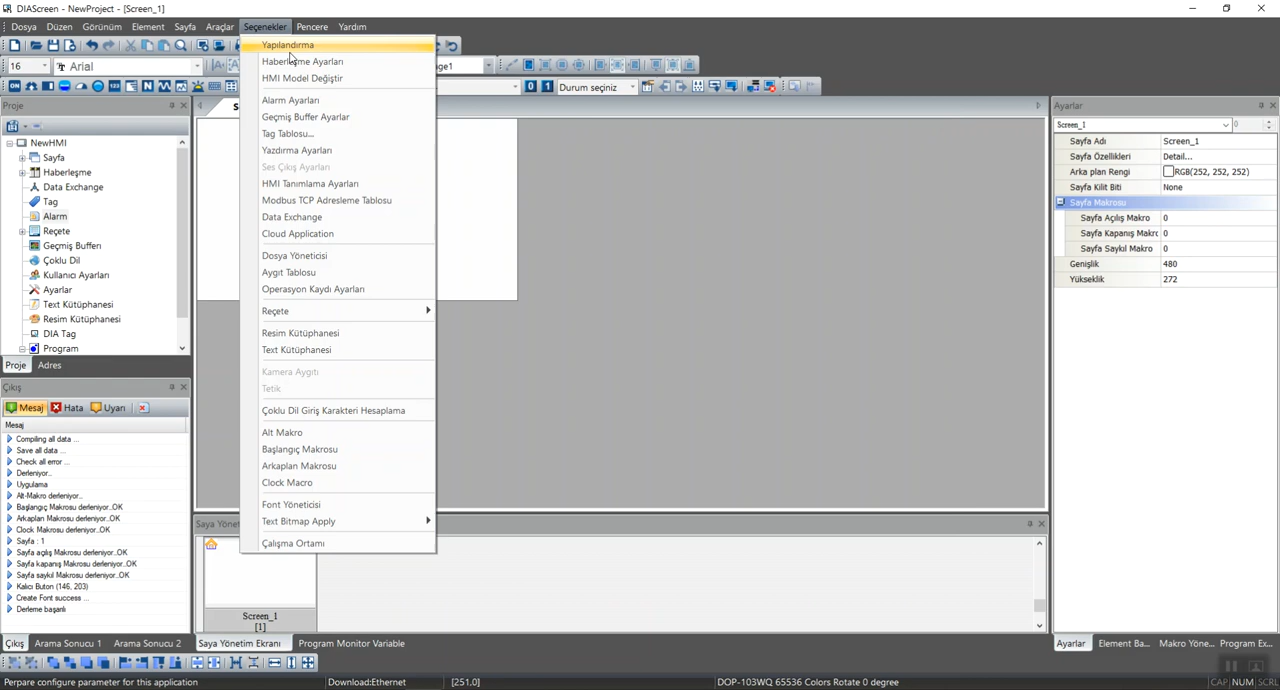 DIAScreen - NewProject - [Screen_1]
Dosya Düzen Görünüm Element Sayfa Araçlar Seçenekler Pencere Yardım
16 Arial
Durum seçiniz
Yapılandırma
Haberleşme Ayarları
HMI Model Değiştir
Alarm Ayarları
Geçmiş Buffer Ayarları
Tag Tablosu...
Yazdırma Ayarları
Ses Çıkış Ayarları
HMI Tanımlama Ayarları
Modbus TCP Adresleme Tablosu
Data Exchange
Cloud Application
Dosya Yöneticisi
Aygıt Tablosu
Operasyon Kaydı Ayarları
Reçete
Resim Kütüphanesi
Text Kütüphanesi
Kamera Aygıtı
Tetik
Çoklu Dil Giriş Karakteri Hesaplama
Alt Makro
Başlangıç Makrosu
Arkaplan Makrosu
Clock Macro
Font Yöneticisi
Text Bitmap Apply
Çalışma Ortamı
Proje
NewHMI
Sayfa
Haberleşme
Data Exchange
Tag
Alarm
Reçete
Geçmiş Bufferı
Çoklu Dil
Kullanıcı Ayarları
Ayarlar
Text Kütüphanesi
Resim Kütüphanesi
DIA Tag
Program
Proje Adres
Çıkış
Mesaj Hata Uyarı
Mesaj
Compiling all data ...
Save all data ...
Check all error ...
Derleniyor...
Uygulama
Alt-Makro derleniyor...
Başlangıç Makrosu derleniyor..OK
Arkaplan Makrosu derleniyor..OK
Clock Makrosu derleniyor..OK
Sayfa : 1
Sayfa açılış Makrosu derleniyor..OK
Sayfa kapanış Makrosu derleniyor..OK
Sayfa saykıl Makrosu derleniyor..OK
Kalıcı Buton (146, 203)
Create Font success ...
Derleme başarılı
Çıkış Arama Sonucu 1 Arama Sonucu 2
Screen_1
[1]
Saya Yönetim Ekranı Program Monitor Variable
Ayarlar
Screen_1 0
Sayfa Adı Screen_1
Sayfa Özellikleri Detail...
Arka plan Rengi RGB(252, 252, 252)
Sayfa Kilit Biti None
Sayfa Makrosu
Sayfa Açılış Makro 0
Sayfa Kapanış Makrc 0
Sayfa Saykıl Makro 0
Genişlik 480
Yükseklik 272
Ayarlar Element Ba... Makro Yöne... Program Ex...
Perpare configure parameter for this application Download:Ethernet [251,0] DOP-103WQ 65536 Colors Rotate 0 degree CAP NUM SCRL